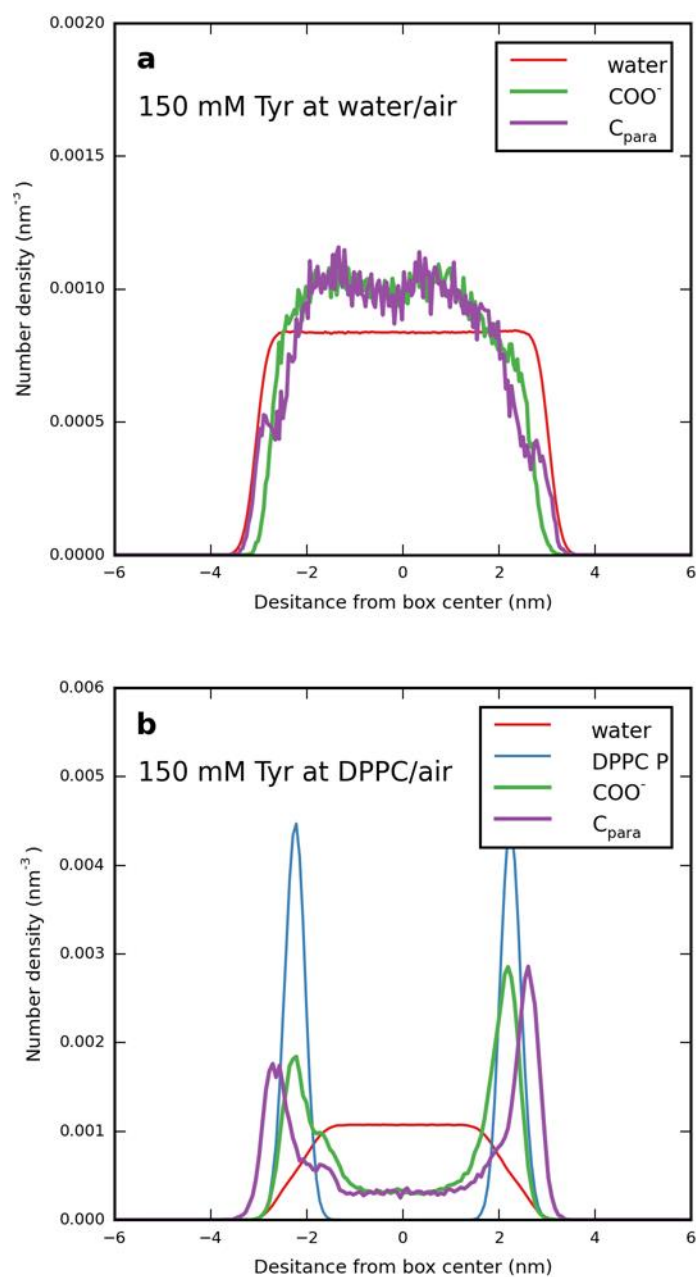 0.0020
a
water
COO⁻
C_para
150 mM Tyr at water/air
0.0015
0.0010
0.0005
0.0000
Number density (nm⁻³ )
−6 −4 −2 0 2 4 6
Desitance from box center (nm)
0.006
b
water
DPPC P
COO⁻
C_para
150 mM Tyr at DPPC/air
0.005
0.004
0.003
0.002
0.001
0.000
Number density (nm⁻³ )
−6 −4 −2 0 2 4 6
Desitance from box center (nm)